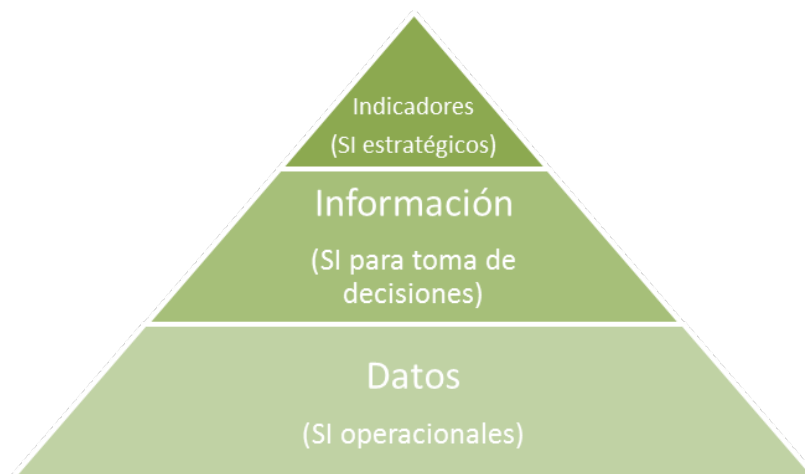 Indicadores
(SI estratégicos)
Información
(SI para toma de
decisiones)
Datos
(SI operacionales)